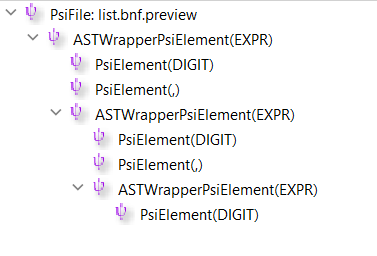 PsiFile: list.bnf.preview
ASTWrapperPsiElement(EXPR)
PsiElement(DIGIT)
PsiElement(,)
ASTWrapperPsiElement(EXPR)
PsiElement(DIGIT)
PsiElement(,)
ASTWrapperPsiElement(EXPR)
PsiElement(DIGIT)